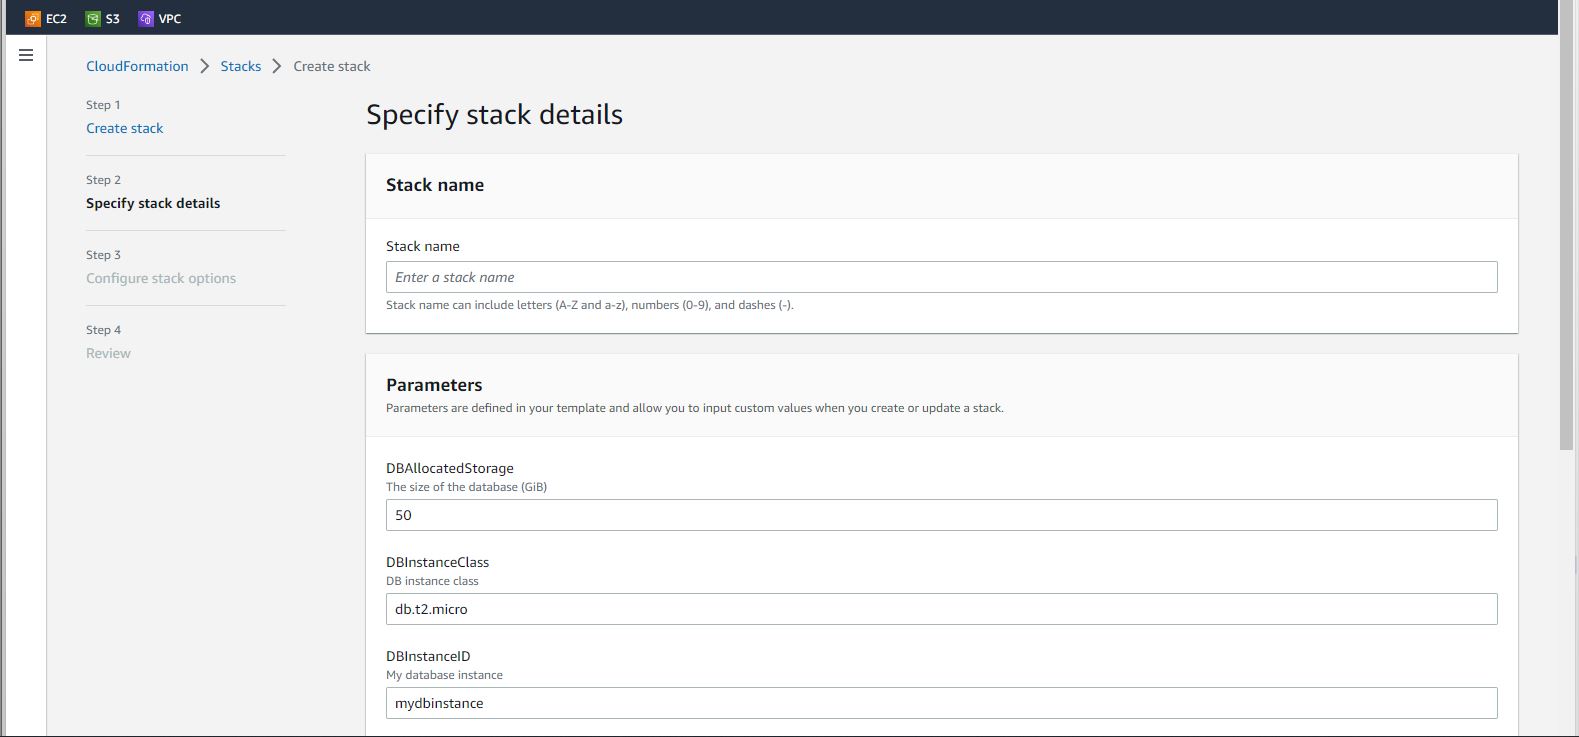 EC2 S3 VPC
CloudFormation Stacks Create stack
Step 1
Create stack
Step 2
Specify stack details
Step 3
Configure stack options
Step 4
Review
Specify stack details
Stack name
Stack name
Enter a stack name
Stack name can include letters (A-Z and a-z), numbers (0-9), and dashes (-).
Parameters
Parameters are defined in your template and allow you to input custom values when you create or update a stack.
DBAllocatedStorage
The size of the database (GiB)
50
DBInstanceClass
DB instance class
db.t2.micro
DBInstanceID
My database instance
mydbinstance